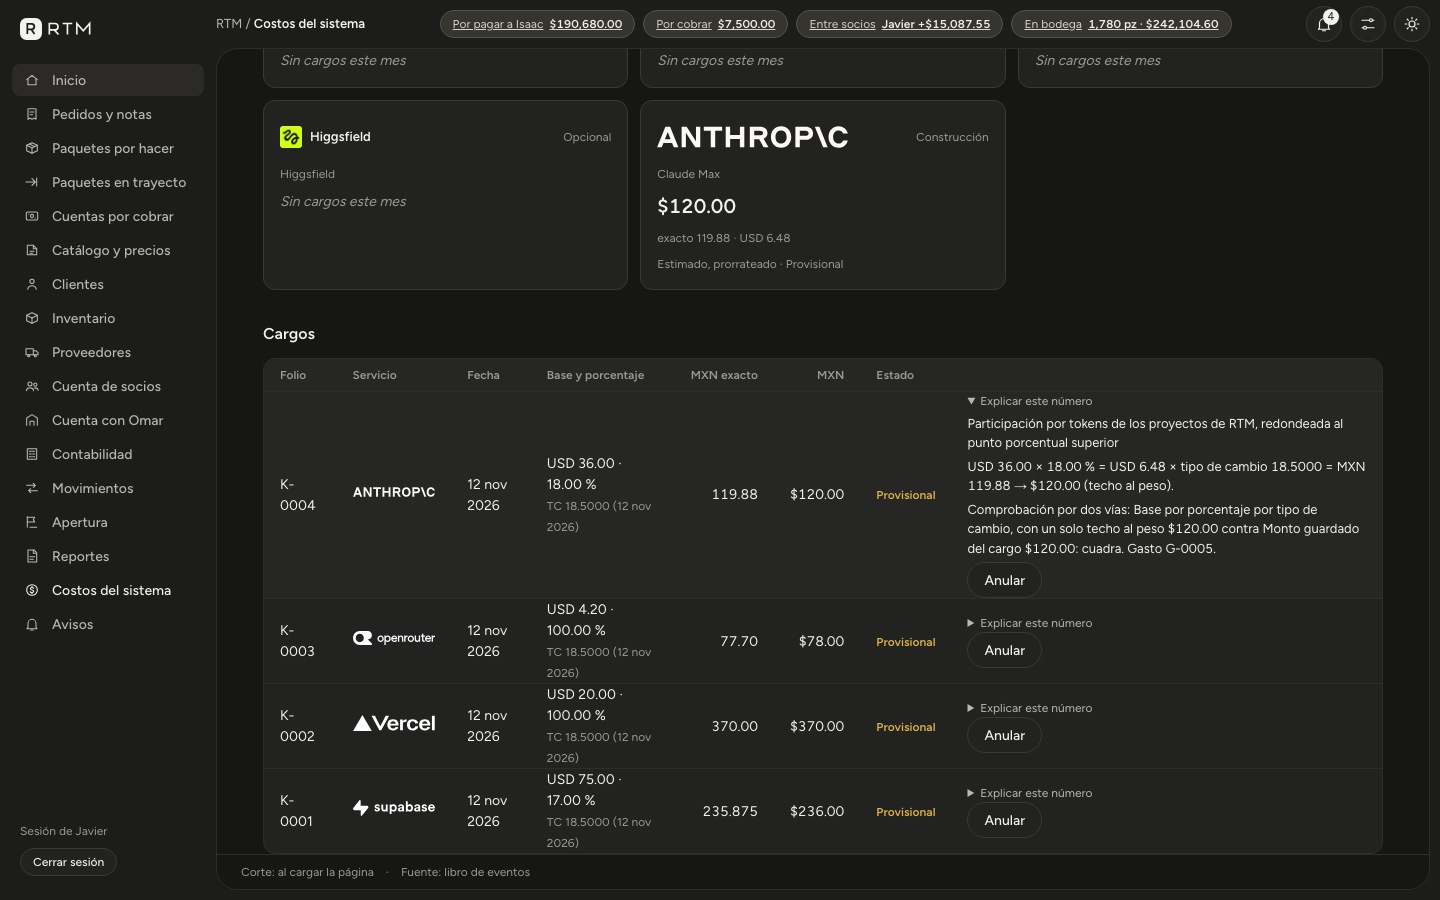 R RTM
RTM / Costos del sistema
Por pagar a Isaac $190,680.00
Por cobrar $7,500.00
Entre socios Javier +$15,087.55
En bodega 1,780 pz · $242,104.60
4
Inicio
Pedidos y notas
Paquetes por hacer
Paquetes en trayecto
Cuentas por cobrar
Catálogo y precios
Clientes
Inventario
Proveedores
Cuenta de socios
Cuenta con Omar
Contabilidad
Movimientos
Apertura
Reportes
Costos del sistema
Avisos
Sesión de Javier
Cerrar sesión
Sin cargos este mes
Sin cargos este mes
Sin cargos este mes
Higgsfield
Opcional
Higgsfield
Sin cargos este mes
ANTHROP\C
Construcción
Claude Max
$120.00
exacto 119.88 · USD 6.48
Estimado, prorrateado · Provisional
Cargos
Folio Servicio Fecha Base y porcentaje MXN exacto MXN Estado
K-
0004
ANTHROP\C
12 nov
2026
USD 36.00 ·
18.00 %
TC 18.5000 (12 nov
2026)
119.88
$120.00
Provisional
▼ Explicar este número
Participación por tokens de los proyectos de RTM, redondeada al
punto porcentual superior
USD 36.00 × 18.00 % = USD 6.48 × tipo de cambio 18.5000 = MXN
119.88 → $120.00 (techo al peso).
Comprobación por dos vías: Base por porcentaje por tipo de
cambio, con un solo techo al peso $120.00 contra Monto guardado
del cargo $120.00: cuadra. Gasto G-0005.
Anular
K-
0003
openrouter
12 nov
2026
USD 4.20 ·
100.00 %
TC 18.5000 (12 nov
2026)
77.70
$78.00
Provisional
▶ Explicar este número
Anular
K-
0002
Vercel
12 nov
2026
USD 20.00 ·
100.00 %
TC 18.5000 (12 nov
2026)
370.00
$370.00
Provisional
▶ Explicar este número
Anular
K-
0001
supabase
12 nov
2026
USD 75.00 ·
17.00 %
TC 18.5000 (12 nov
2026)
235.875
$236.00
Provisional
▶ Explicar este número
Anular
Corte: al cargar la página · Fuente: libro de eventos